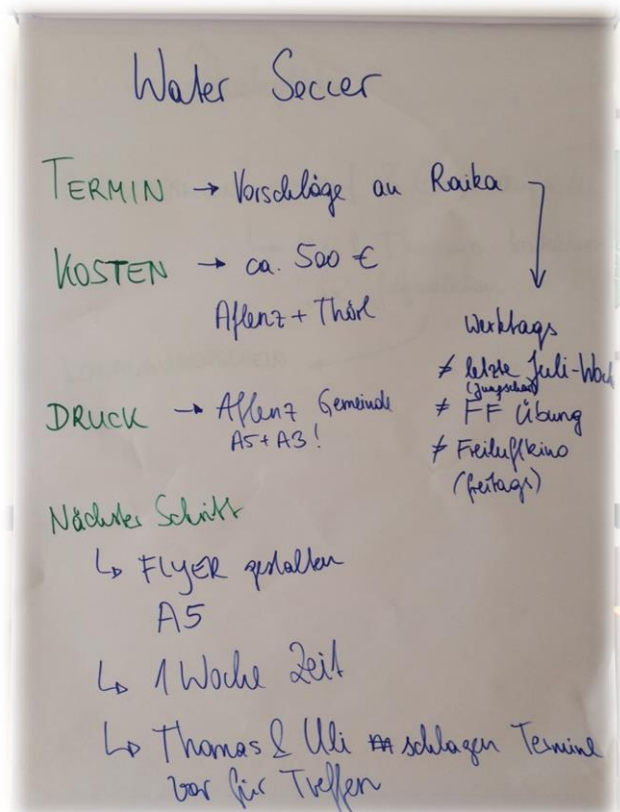 Water Soccer
TERMIN → Vorschläge an Raika
KOSTEN → ca. 500 €
Aflenz + Thörl
Werktags
≠ letzte Juli-Woch
(Jungschar)
≠ FF Übung
≠ Freiluftkino
(freitags)
DRUCK → Aflenz Gemeinde
A5 + A3!
Nächster Schritt
↳ FLYER gestalten
A5
↳ 1 Woche Zeit
↳ Thomas & Uli schlagen Termine
vor für Treffen